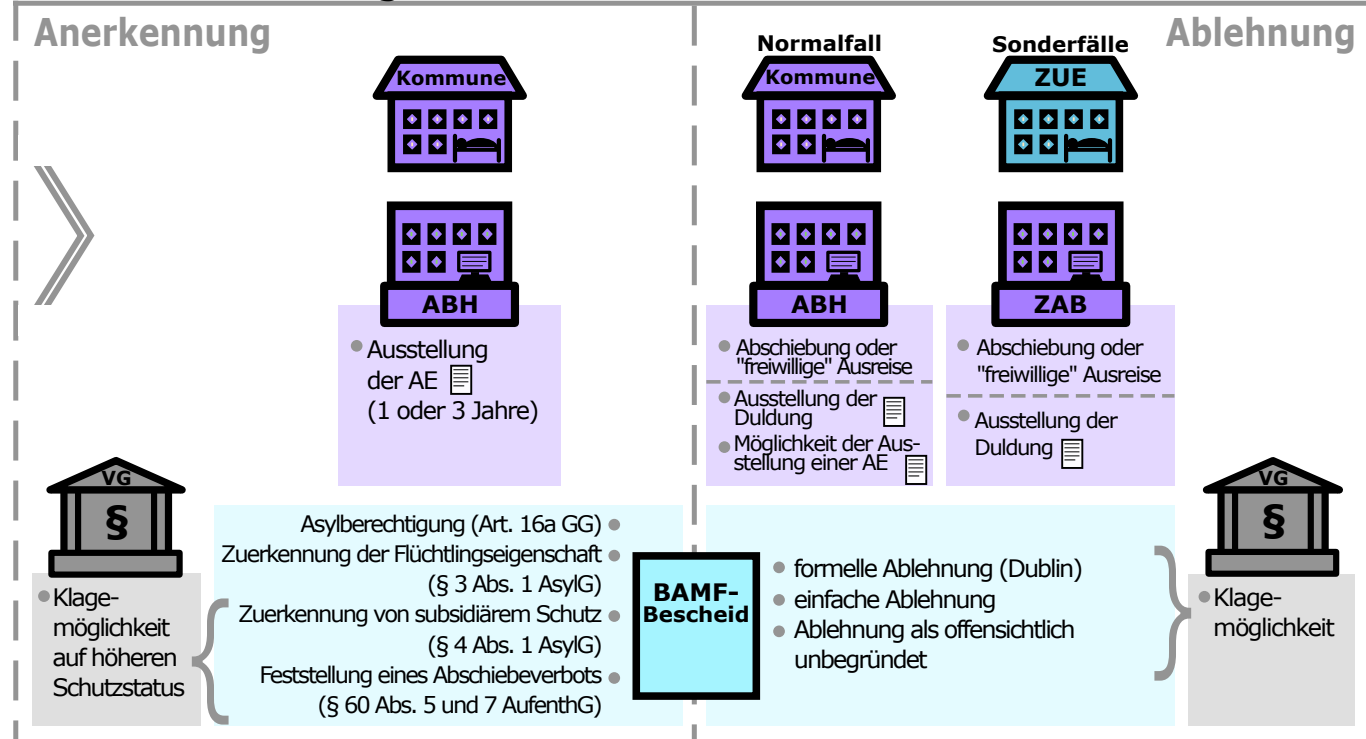 Anerkennung
Kommune
ABH
Ausstellung
der AE
(1 oder 3 Jahre)
VG
§
Klage-
möglichkeit
auf höheren
Schutzstatus
Asylberechtigung (Art. 16a GG)
Zuerkennung der Flüchtlingseigenschaft
(§ 3 Abs. 1 AsylG)
Zuerkennung von subsidiärem Schutz
(§ 4 Abs. 1 AsylG)
Feststellung eines Abschiebeverbots
(§ 60 Abs. 5 und 7 AufenthG)
BAMF-
Bescheid
Ablehnung
Normalfall
Kommune
ABH
Abschiebung oder
"freiwillige" Ausreise
Ausstellung der
Duldung
Möglichkeit der Aus-
stellung einer AE
Sonderfälle
ZUE
ZAB
Abschiebung oder
"freiwillige" Ausreise
Ausstellung der
Duldung
formelle Ablehnung (Dublin)
einfache Ablehnung
Ablehnung als offensichtlich
unbegründet
VG
§
Klage-
möglichkeit